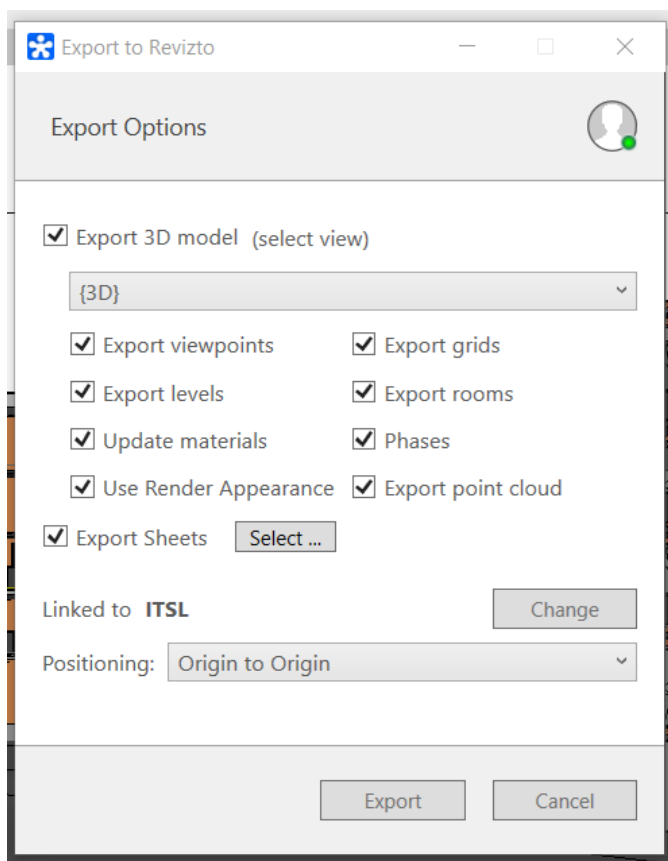 Export to Revizto
Export Options
Export 3D model (select view)
{3D}
Export viewpoints Export grids
Export levels Export rooms
Update materials Phases
Use Render Appearance Export point cloud
Export Sheets Select ...
Linked to ITSL Change
Positioning: Origin to Origin
Export Cancel